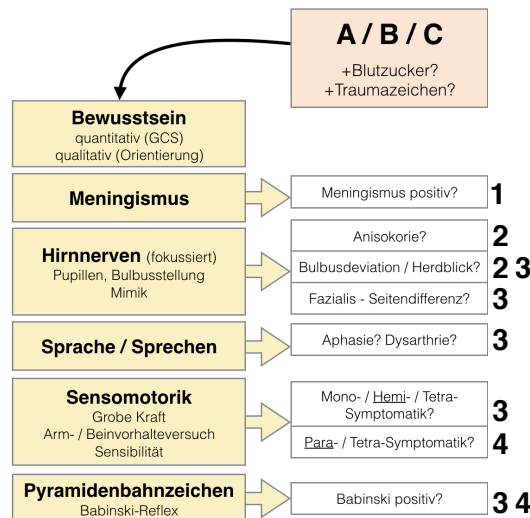 A / B / C
+Blutzucker?
+Traumazeichen?
Bewusstsein
quantitativ (GCS)
qualitativ (Orientierung)
Meningismus
Meningismus positiv? 1
Hirnnerven (fokussiert)
Pupillen, Bulbusstellung
Mimik
Anisokorie? 2
Bulbusdeviation / Herdblick? 2 3
Fazialis - Seitendifferenz? 3
Sprache / Sprechen
Aphasie? Dysarthrie? 3
Sensomotorik
Grobe Kraft
Arm- / Beinvorhalteversuch
Sensibilität
Mono- / Hemi- / Tetra-
Symptomatik? 3
Para- / Tetra-Symptomatik? 4
Pyramidenbahnzeichen
Babinski-Reflex
Babinski positiv? 3 4